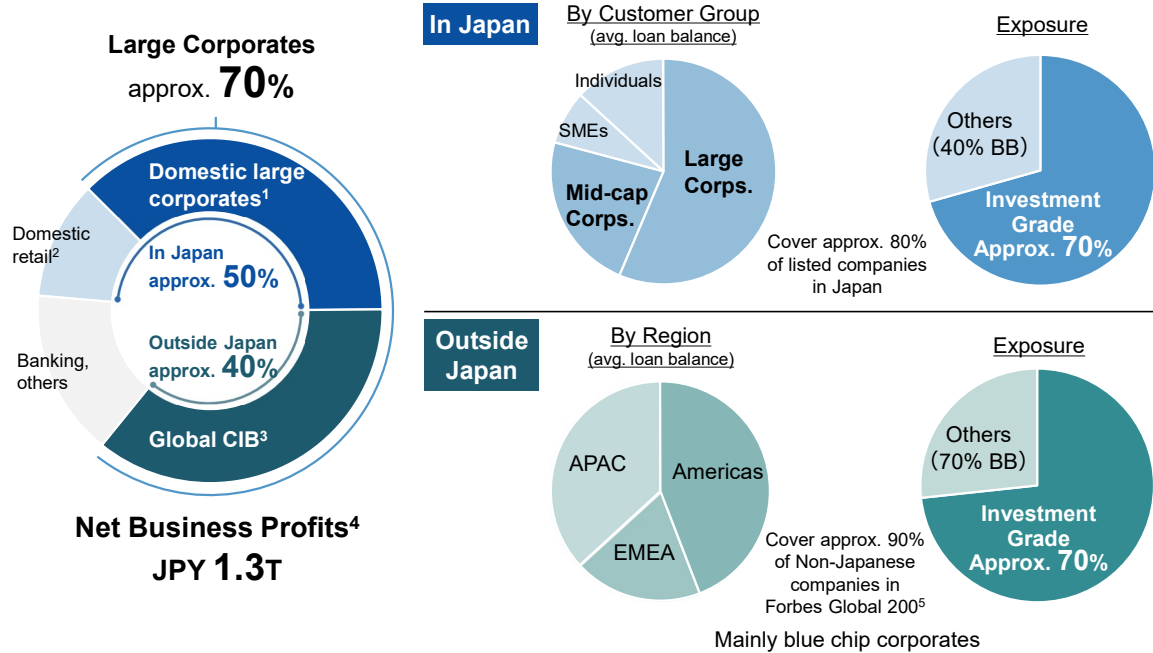 Large Corporates
approx. 70%
Domestic large
corporates1
Domestic
retail2
In Japan
approx. 50%
Outside Japan
approx. 40%
Banking,
others
Global CIB3
Net Business Profits4
JPY 1.3T
In Japan
By Customer Group
(avg. loan balance)
Individuals
SMEs
Large
Corps.
Mid-cap
Corps.
Cover approx. 80%
of listed companies
in Japan
Exposure
Others
(40% BB)
Investment
Grade
Approx. 70%
Outside
Japan
By Region
(avg. loan balance)
APAC
Americas
EMEA
Cover approx. 90%
of Non-Japanese
companies in
Forbes Global 2005
Exposure
Others
(70% BB)
Investment
Grade
Approx. 70%
Mainly blue chip corporates